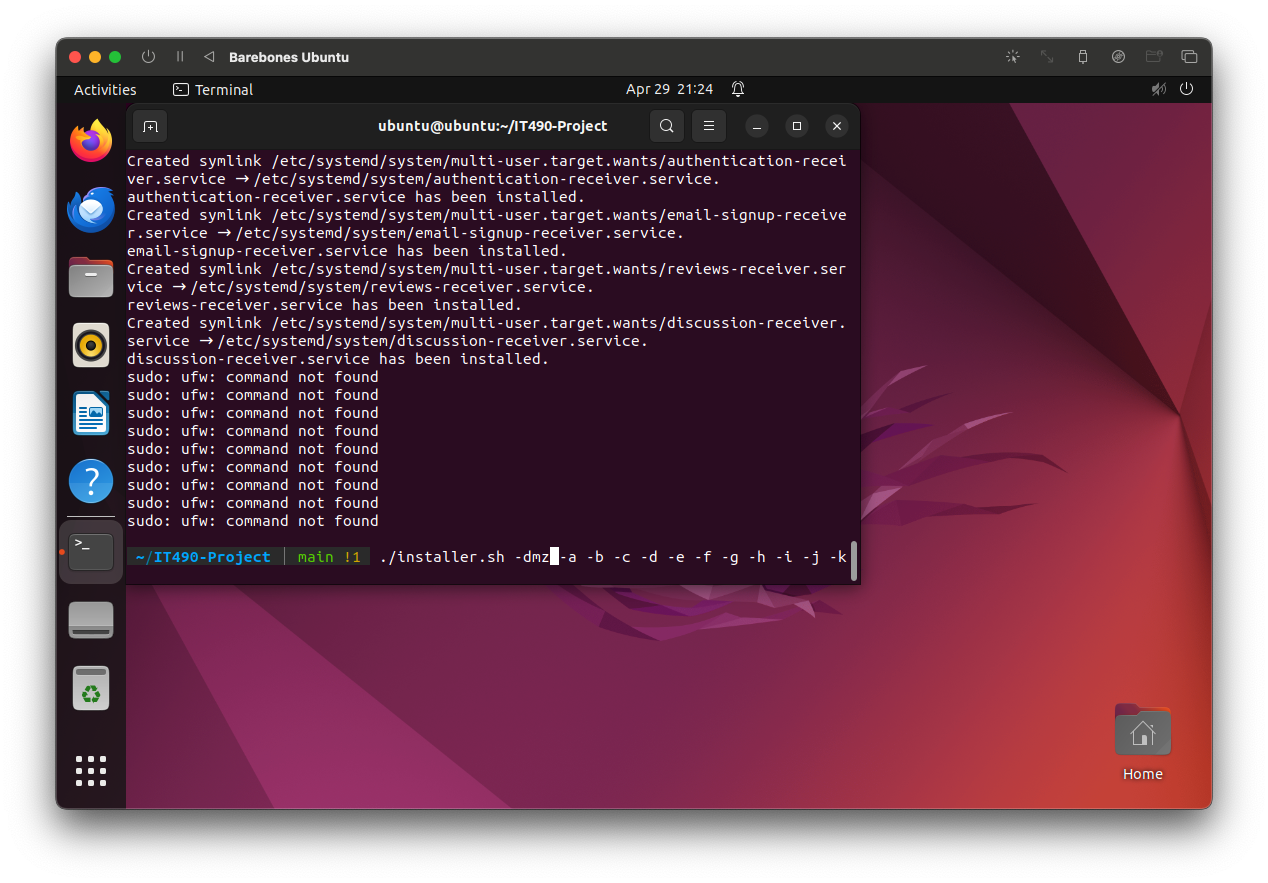 Barebones Ubuntu
Activities
Terminal
Apr 29 21:24
ubuntu@ubuntu:~/IT490-Project
Created symlink /etc/systemd/system/multi-user.target.wants/authentication-recei
ver.service → /etc/systemd/system/authentication-receiver.service.
authentication-receiver.service has been installed.
Created symlink /etc/systemd/system/multi-user.target.wants/email-signup-receive
r.service → /etc/systemd/system/email-signup-receiver.service.
email-signup-receiver.service has been installed.
Created symlink /etc/systemd/system/multi-user.target.wants/reviews-receiver.ser
vice → /etc/systemd/system/reviews-receiver.service.
reviews-receiver.service has been installed.
Created symlink /etc/systemd/system/multi-user.target.wants/discussion-receiver.
service → /etc/systemd/system/discussion-receiver.service.
discussion-receiver.service has been installed.
sudo: ufw: command not found
sudo: ufw: command not found
sudo: ufw: command not found
sudo: ufw: command not found
sudo: ufw: command not found
sudo: ufw: command not found
sudo: ufw: command not found
sudo: ufw: command not found
sudo: ufw: command not found
~/IT490-Project | main !1 ./installer.sh -dmz -a -b -c -d -e -f -g -h -i -j -k
Home